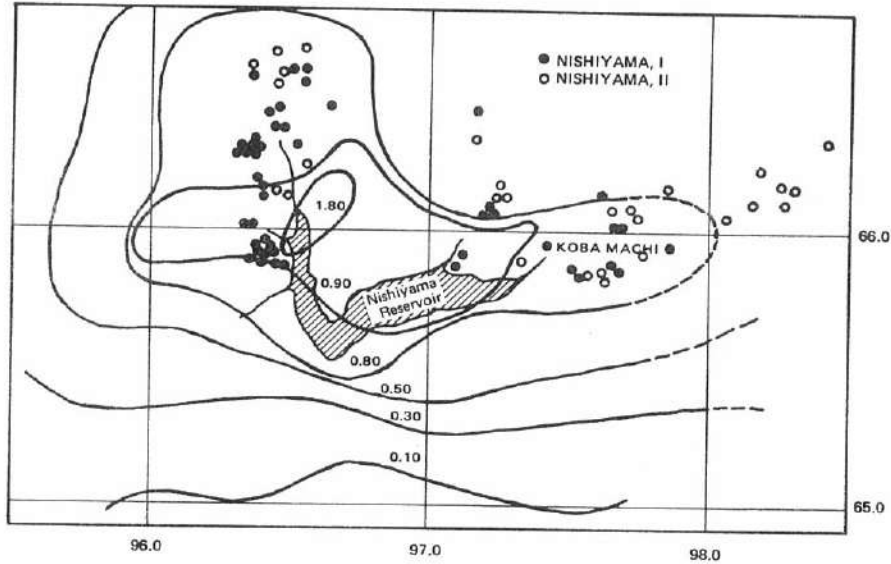 ● NISHIYAMA, I
○ NISHIYAMA, II
1.80
66.0
KOBA MACHI
0.90
Nishiyama
Reservoir
0.80
0.50
0.30
0.10
65.0
96.0
97.0
98.0